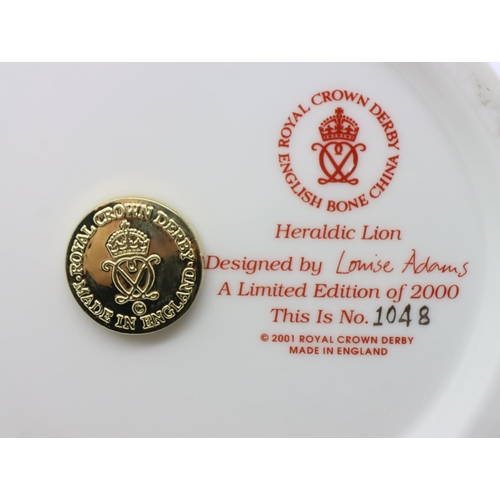 ·ROYAL CROWN DERBY·
MADE IN ENGLAND
©
ROYAL CROWN DERBY
ENGLISH BONE CHINA
Heraldic Lion
Designed by Louise Adams
A Limited Edition of 2000
This Is No. 1048
© 2001 ROYAL CROWN DERBY
MADE IN ENGLAND